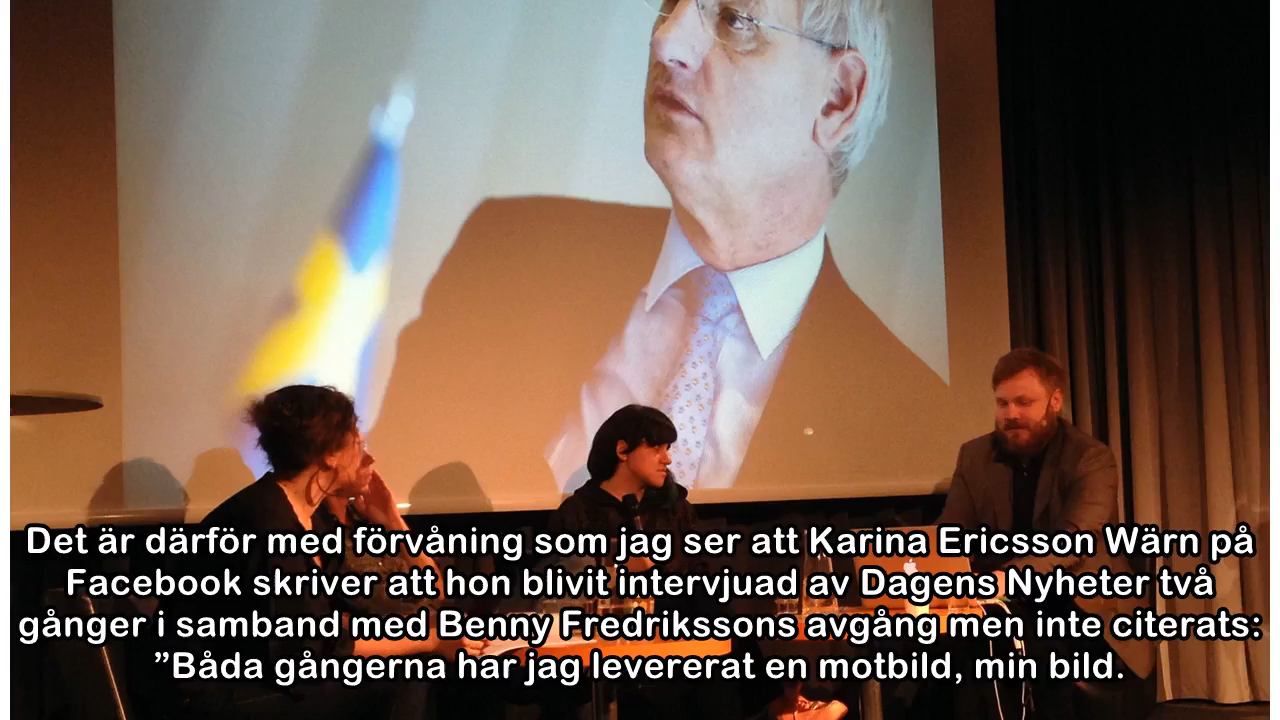 Det är därför med förvåning som jag ser att Karina Ericsson Wärn på
Facebook skriver att hon blivit intervjuad av Dagens Nyheter två
gånger i samband med Benny Fredrikssons avgång men inte citerats:
”Båda gångerna har jag levererat en motbild, min bild.